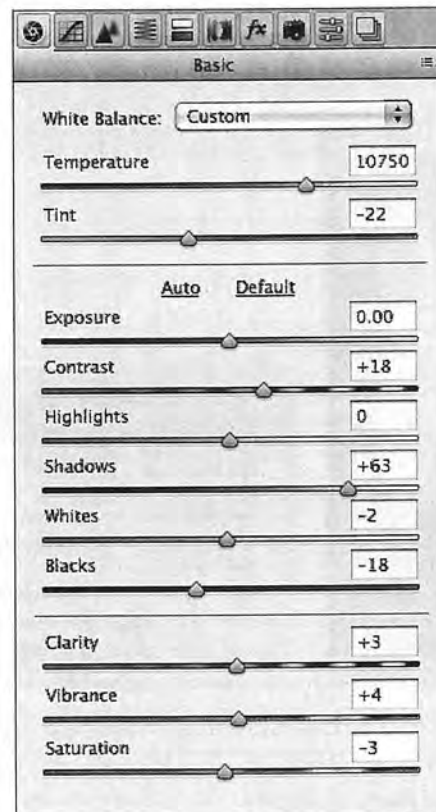 fx
Basic
White Balance: Custom
Temperature 10750
Tint -22
Auto Default
Exposure 0.00
Contrast +18
Highlights 0
Shadows +63
Whites -2
Blacks -18
Clarity +3
Vibrance +4
Saturation -3